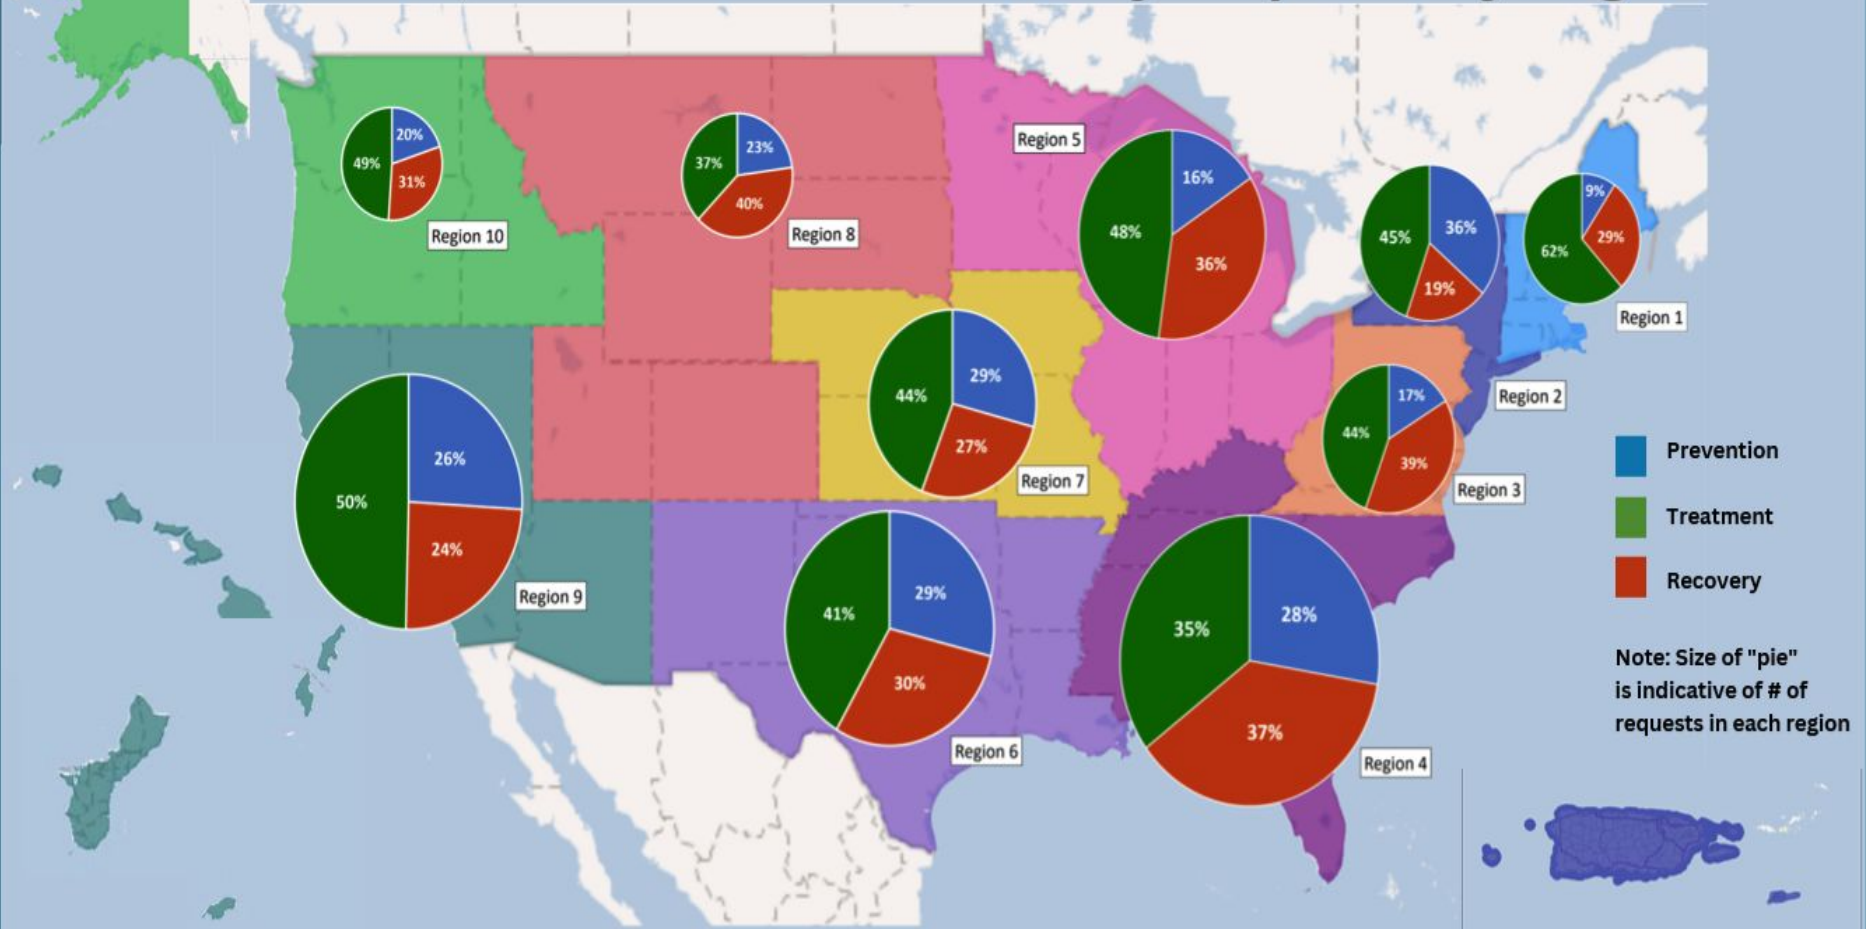 20%
49%
31%
Region 10
23%
37%
40%
Region 8
Region 5
16%
48%
36%
36%
45%
19%
9%
29%
62%
Region 1
Region 2
29%
44%
27%
Region 7
17%
44%
39%
Region 3
26%
50%
24%
Region 9
29%
41%
30%
Region 6
28%
35%
37%
Region 4
Prevention
Treatment
Recovery
Note: Size of "pie"
is indicative of # of
requests in each region